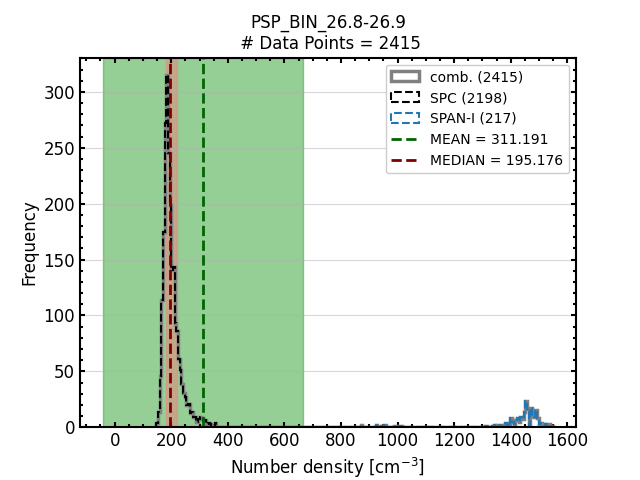 PSP_BIN_26.8-26.9
# Data Points = 2415
comb. (2415)
SPC (2198)
SPAN-I (217)
MEAN = 311.191
MEDIAN = 195.176
Frequency
300
250
200
150
100
50
0
0 200 400 600 800 1000 1200 1400 1600
Number density [cm⁻³]